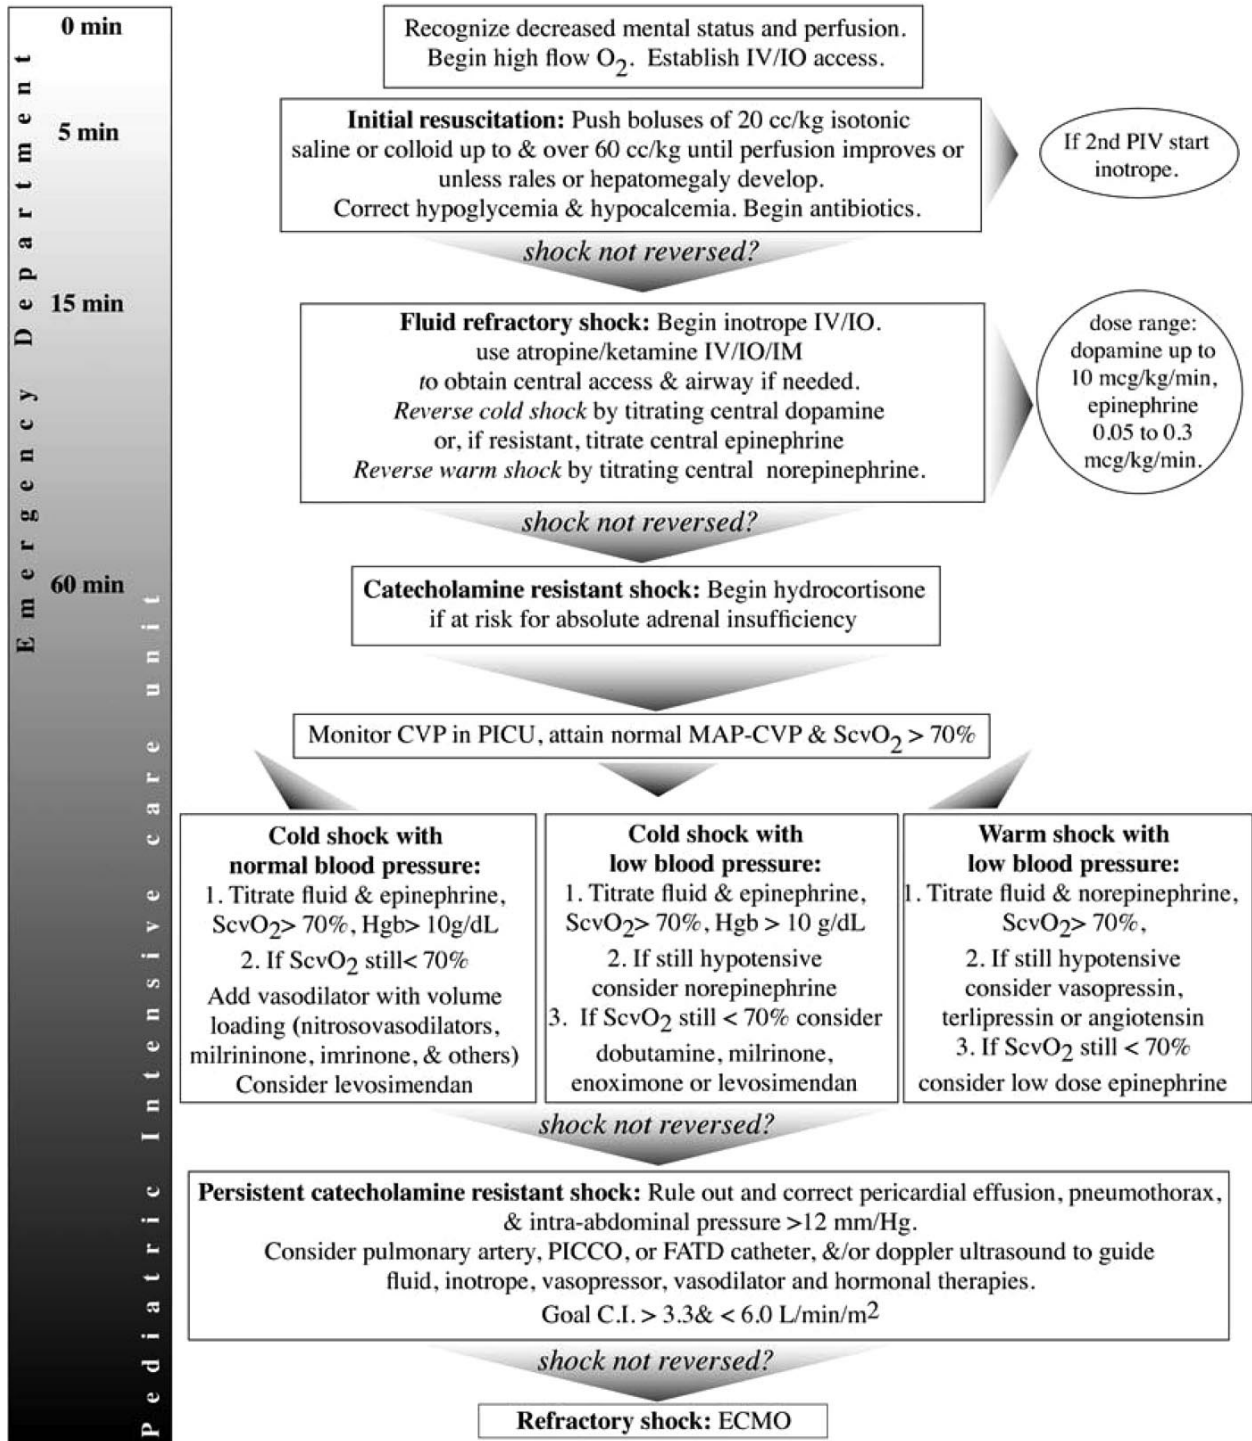 0 min
5 min
15 min
60 min
Emergency Department
Pediatric Intensive care unit
Recognize decreased mental status and perfusion.
Begin high flow O2. Establish IV/IO access.
Initial resuscitation: Push boluses of 20 cc/kg isotonic
saline or colloid up to & over 60 cc/kg until perfusion improves or
unless rales or hepatomegaly develop.
Correct hypoglycemia & hypocalcemia. Begin antibiotics.
If 2nd PIV start
inotrope.
shock not reversed?
Fluid refractory shock: Begin inotrope IV/IO.
use atropine/ketamine IV/IO/IM
to obtain central access & airway if needed.
Reverse cold shock by titrating central dopamine
or, if resistant, titrate central epinephrine
Reverse warm shock by titrating central norepinephrine.
dose range:
dopamine up to
10 mcg/kg/min,
epinephrine
0.05 to 0.3
mcg/kg/min.
shock not reversed?
Catecholamine resistant shock: Begin hydrocortisone
if at risk for absolute adrenal insufficiency
Monitor CVP in PICU, attain normal MAP-CVP & ScvO2 > 70%
Cold shock with
normal blood pressure:
1. Titrate fluid & epinephrine,
ScvO2> 70%, Hgb> 10g/dL
2. If ScvO2 still< 70%
Add vasodilator with volume
loading (nitrosovasodilators,
milrininone, imrinone, & others)
Consider levosimendan
Cold shock with
low blood pressure:
1. Titrate fluid & epinephrine,
ScvO2> 70%, Hgb > 10 g/dL
2. If still hypotensive
consider norepinephrine
3. If ScvO2 still < 70% consider
dobutamine, milrinone,
enoximone or levosimendan
Warm shock with
low blood pressure:
1. Titrate fluid & norepinephrine,
ScvO2> 70%,
2. If still hypotensive
consider vasopressin,
terlipressin or angiotensin
3. If ScvO2 still < 70%
consider low dose epinephrine
shock not reversed?
Persistent catecholamine resistant shock: Rule out and correct pericardial effusion, pneumothorax,
& intra-abdominal pressure >12 mm/Hg.
Consider pulmonary artery, PICCO, or FATD catheter, &/or doppler ultrasound to guide
fluid, inotrope, vasopressor, vasodilator and hormonal therapies.
Goal C.I. > 3.3& < 6.0 L/min/m2
shock not reversed?
Refractory shock: ECMO